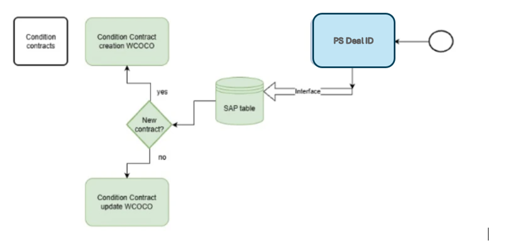 Condition
contracts
Condition Contract
creation WCOCO
PS Deal ID
yes
Interface
SAP table
New
contract?
no
Condition Contract
update WCOCO